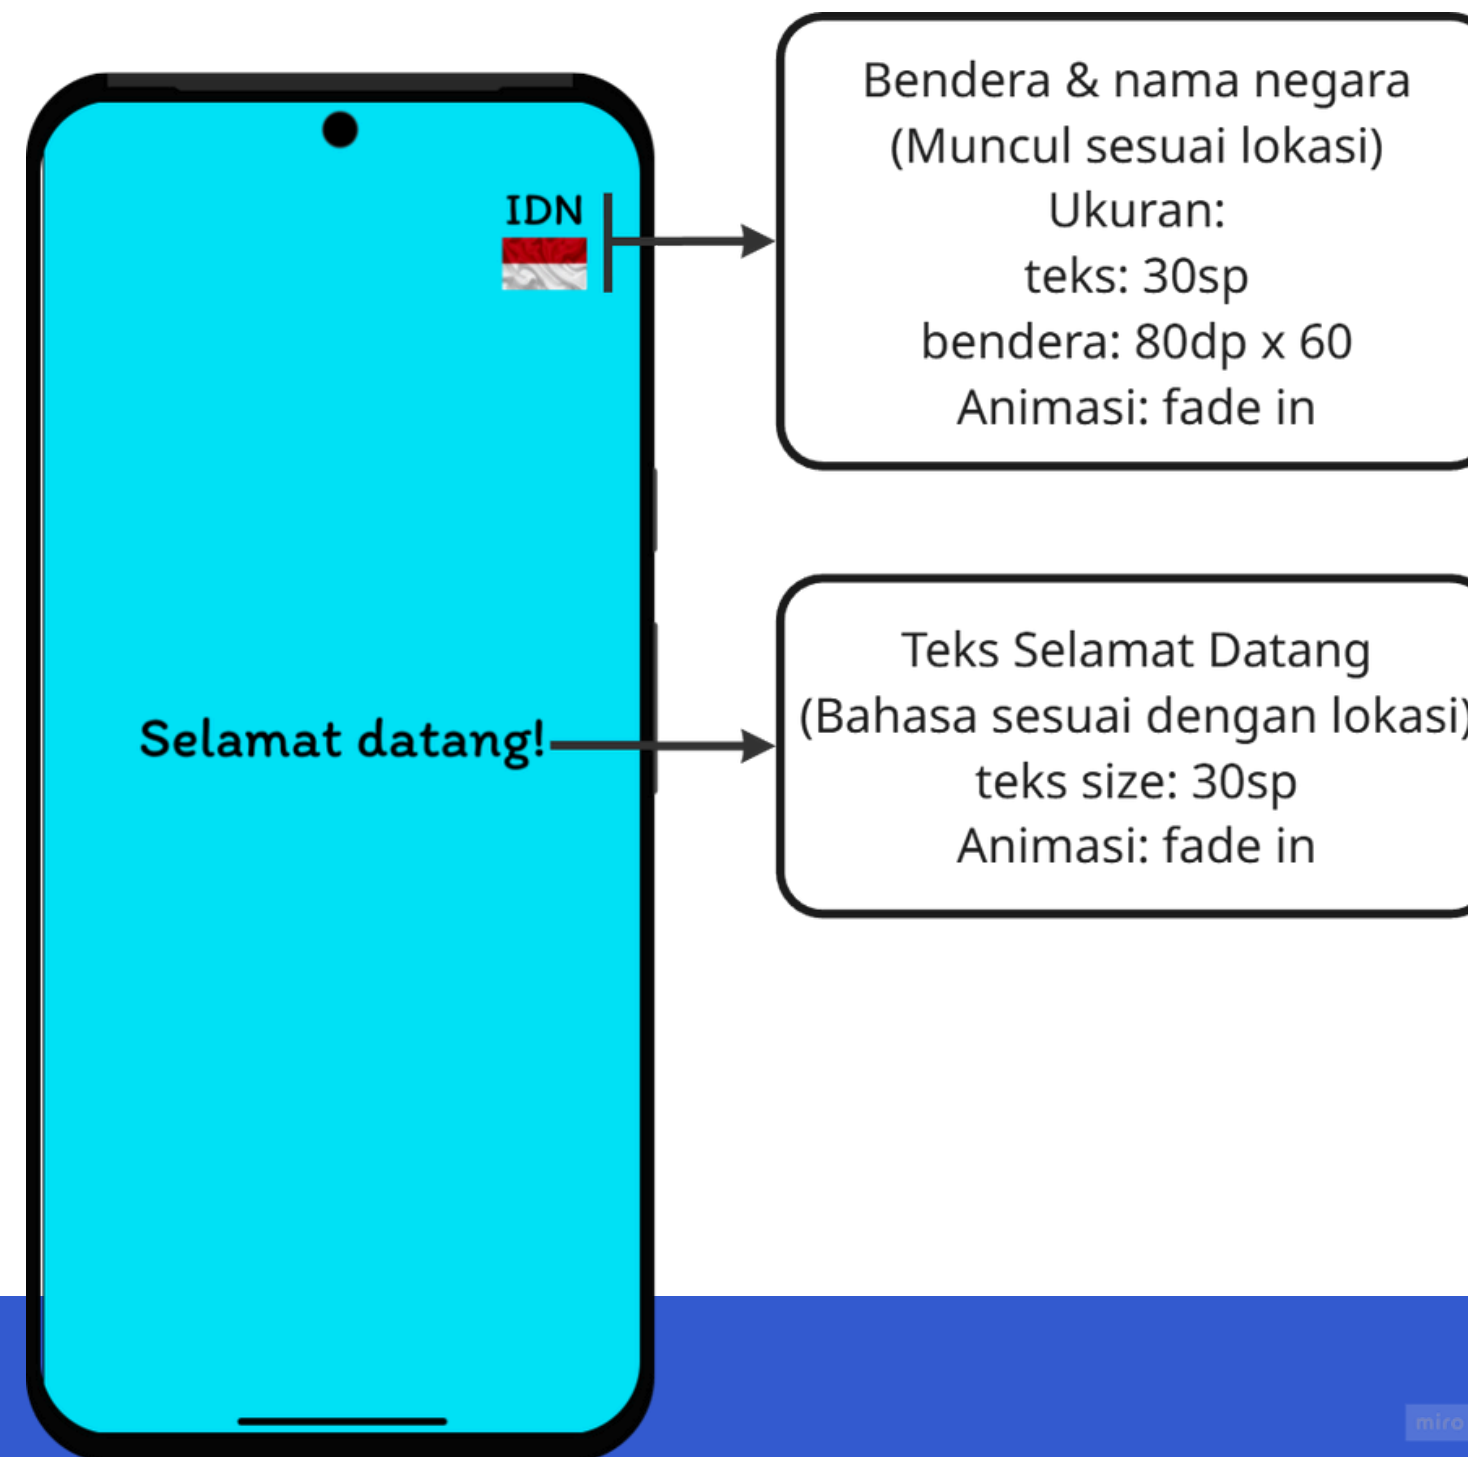 IDN
Selamat datang!
Bendera & nama negara
(Muncul sesuai lokasi)
Ukuran:
teks: 30sp
bendera: 80dp x 60
Animasi: fade in
Teks Selamat Datang
(Bahasa sesuai dengan lokasi)
teks size: 30sp
Animasi: fade in
miro